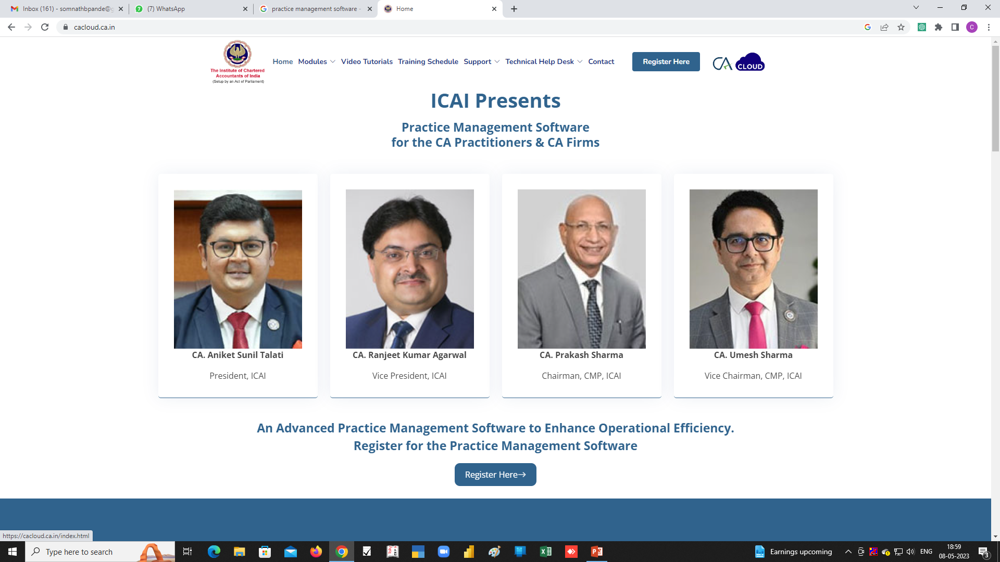 Inbox (161) - somnathbpande@g
(7) WhatsApp
practice management software -
Home
cacloud.ca.in
C
The Institute of Chartered
Accountants of India
(Setup by an Act of Parliament)
Home Modules Video Tutorials Training Schedule Support Technical Help Desk Contact
Register Here
CA CLOUD
ICAI Presents
Practice Management Software
for the CA Practitioners & CA Firms
CA. Aniket Sunil Talati
President, ICAI
CA. Ranjeet Kumar Agarwal
Vice President, ICAI
CA. Prakash Sharma
Chairman, CMP, ICAI
CA. Umesh Sharma
Vice Chairman, CMP, ICAI
An Advanced Practice Management Software to Enhance Operational Efficiency.
Register for the Practice Management Software
Register Here→
https://cacloud.ca.in/index.html
Type here to search
Earnings upcoming
ENG
18:59
08-05-2023
3